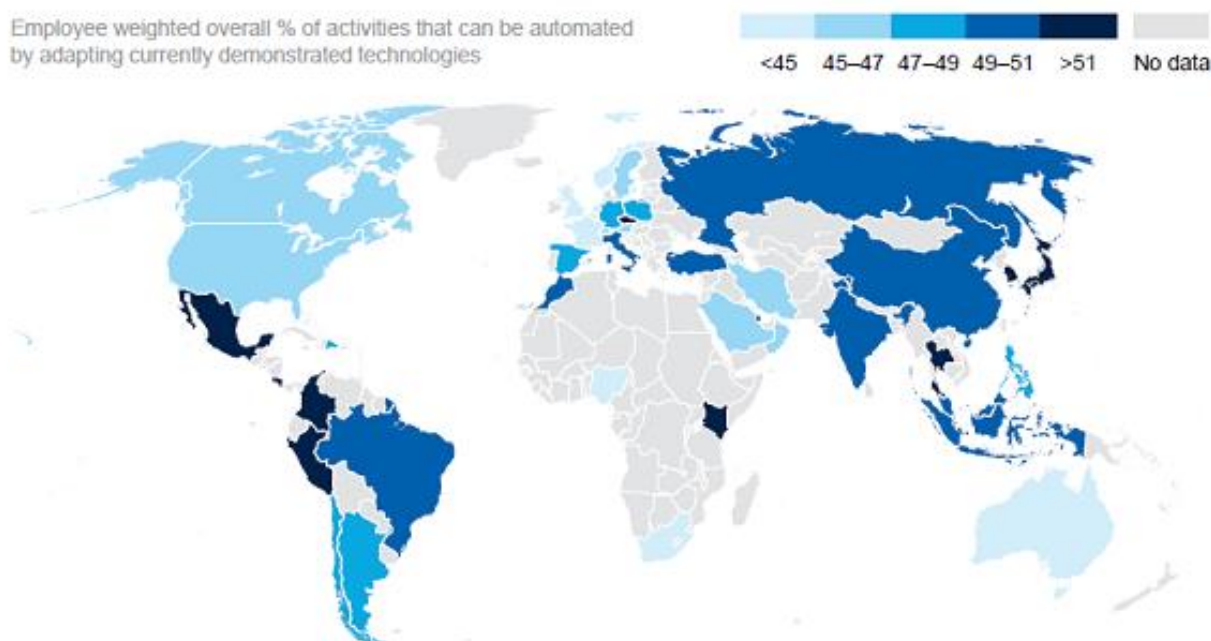 Employee weighted overall % of activities that can be automated
by adapting currently demonstrated technologies
<45 45–47 47–49 49–51 >51 No data